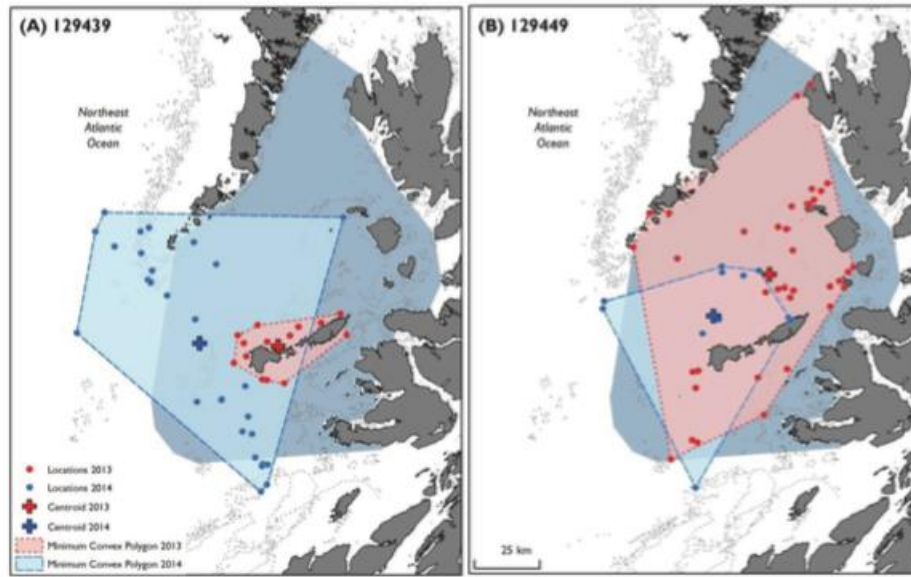 (A) 129439
Northeast
Atlantic
Ocean
Locations 2013
Locations 2014
Centroid 2013
Centroid 2014
Minimum Convex Polygon 2013
Minimum Convex Polygon 2014
(B) 129449
Northeast
Atlantic
Ocean
25 km